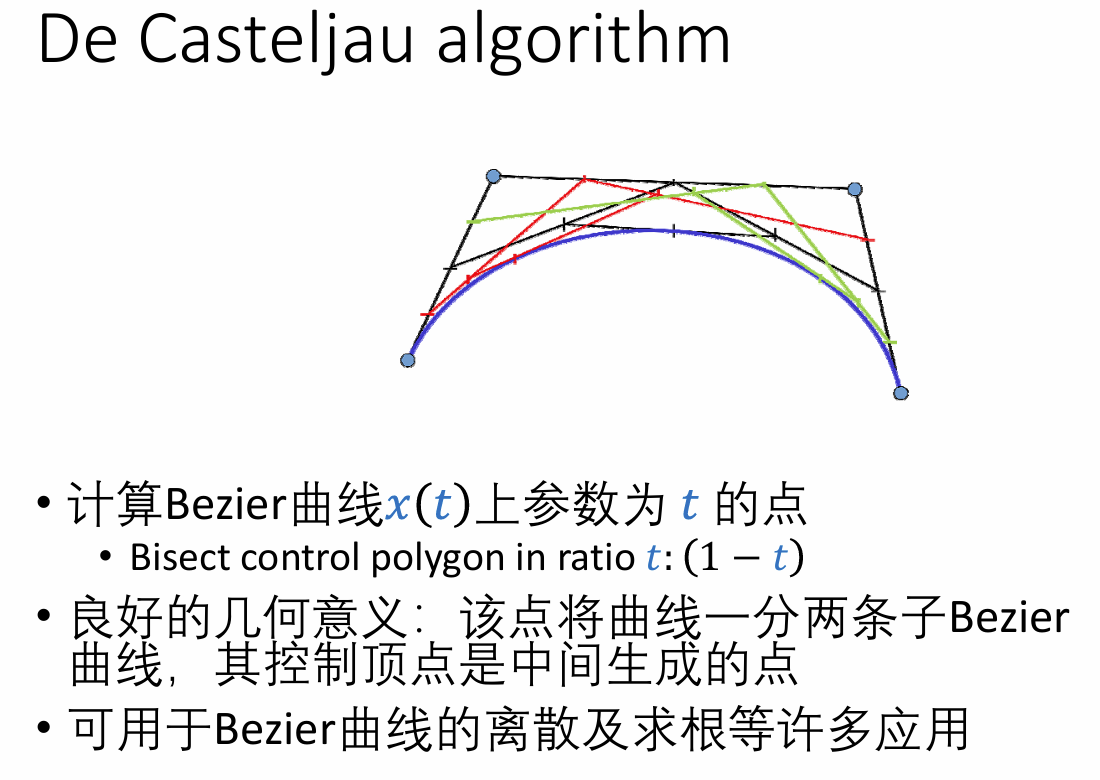 De Casteljau algorithm
• 计算Bezier曲线x(t)上参数为 t 的点
• Bisect control polygon in ratio t: (1 − t)
• 良好的几何意义：该点将曲线一分两条子Bezier
曲线，其控制顶点是中间生成的点
• 可用于Bezier曲线的离散及求根等许多应用